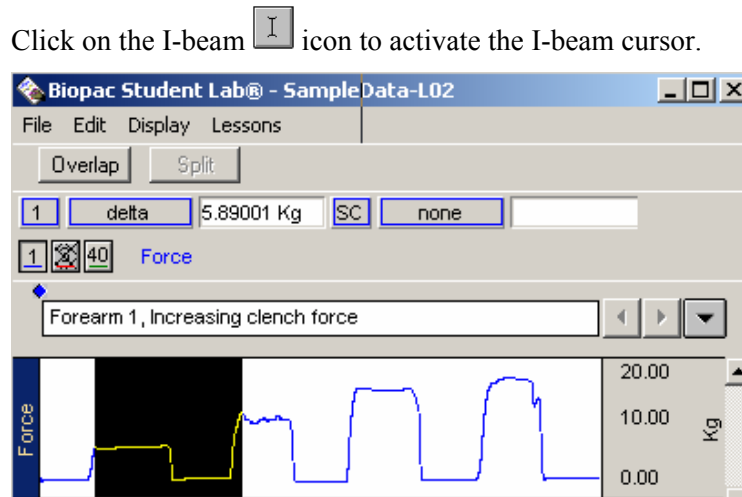 Click on the I-beam I icon to activate the I-beam cursor.
Biopac Student Lab® - SampleData-L02
File Edit Display Lessons
Overlap Split
1 delta 5.89001 Kg SC none
1 40 Force
Forearm 1, Increasing clench force
Force
20.00
10.00
0.00
Kg